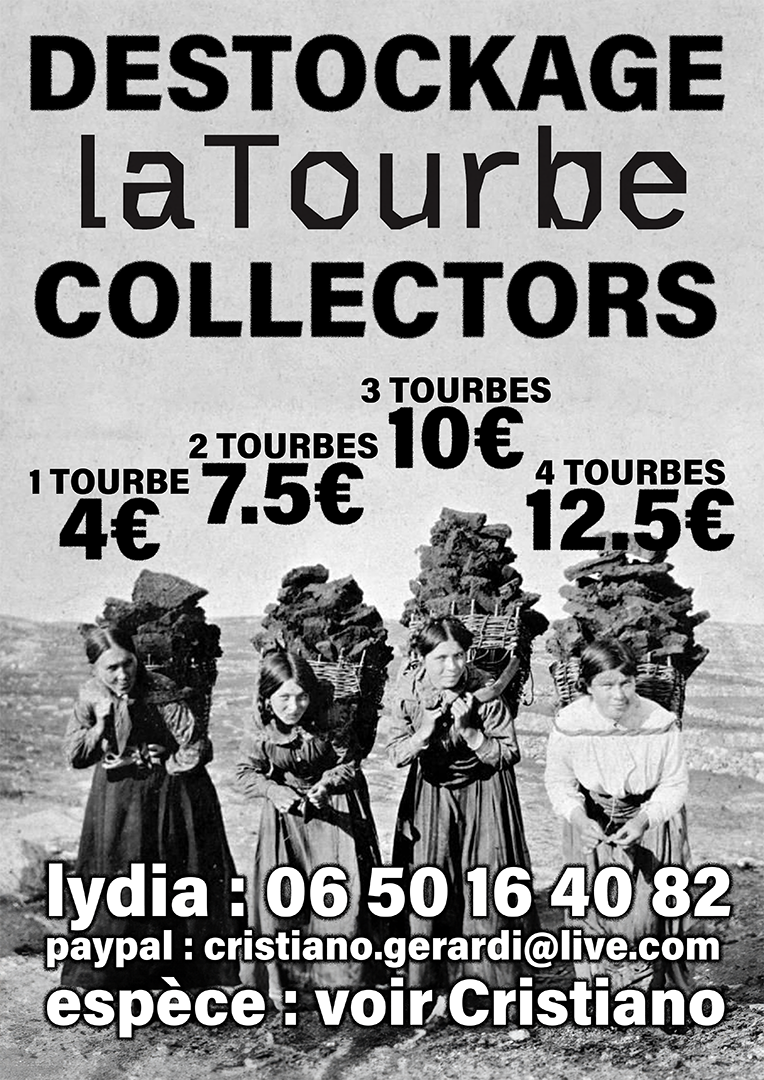 DESTOCKAGE
laTourbe
COLLECTORS
1 TOURBE
4€
2 TOURBES
7.5€
3 TOURBES
10€
4 TOURBES
12.5€
lydia : 06 50 16 40 82
paypal : cristiano.gerardi@live.com
espèce : voir Cristiano